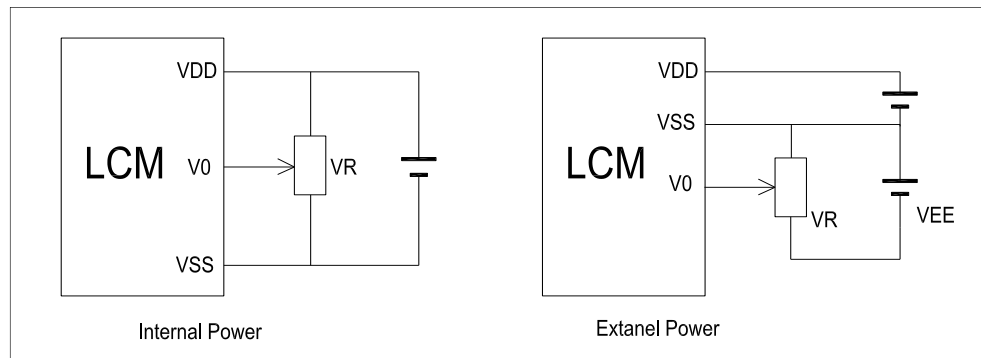 VDD
LCM
V0
VR
VSS
Internal Power
VDD
VSS
LCM
V0
VR
VEE
Extanel Power